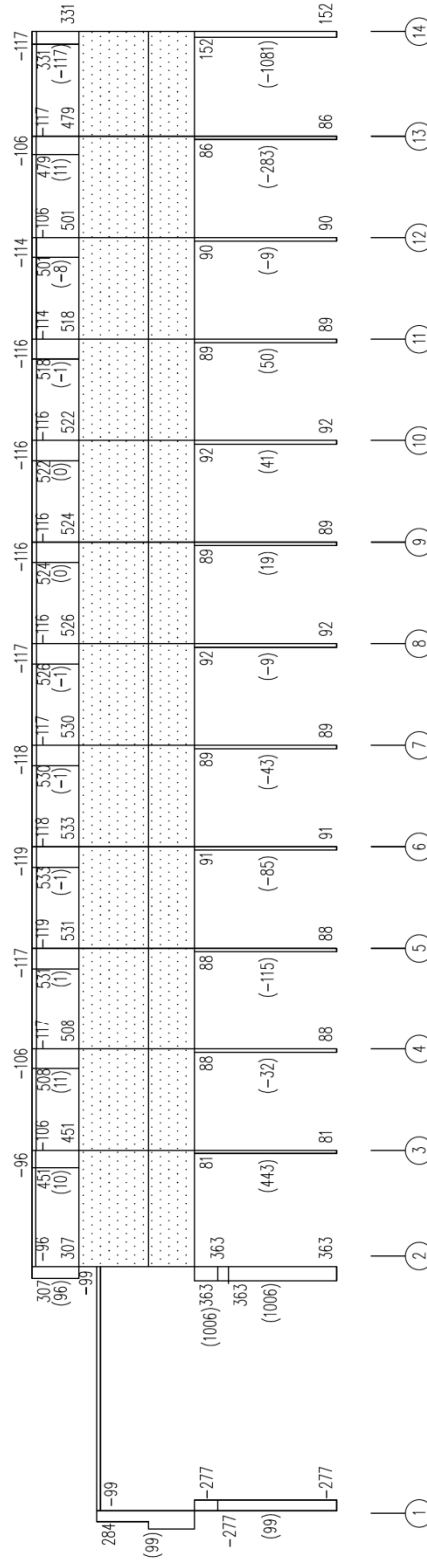 -96 -106 -117 -119 -118 -117 -116 -116 -116 -114 -106 -117
307 -96 451 -106 508 -117 531 -119 533 -118 530 -117 526 -116 524 -116 522 -116 518 -114 501 -106 479 -117 331
(96) 307 (10) 451 (11) 508 (1) 531 (-1) 533 (-1) 530 (-1) 526 (0) 524 (0) 522 (-1) 518 (-8) 501 (11) 479 (-117) 331
-99
284 -99
(99)
-277 363 81 88 88 91 89 92 89 92 89 90 86 152
(1006) 363
-277 363
(99) (1006) (443) (-32) (-115) (-85) (-43) (-9) (19) (41) (50) (-9) (-283) (-1081)
-277 363 81 88 88 91 89 92 89 92 89 90 86 152
1 2 3 4 5 6 7 8 9 10 11 12 13 14